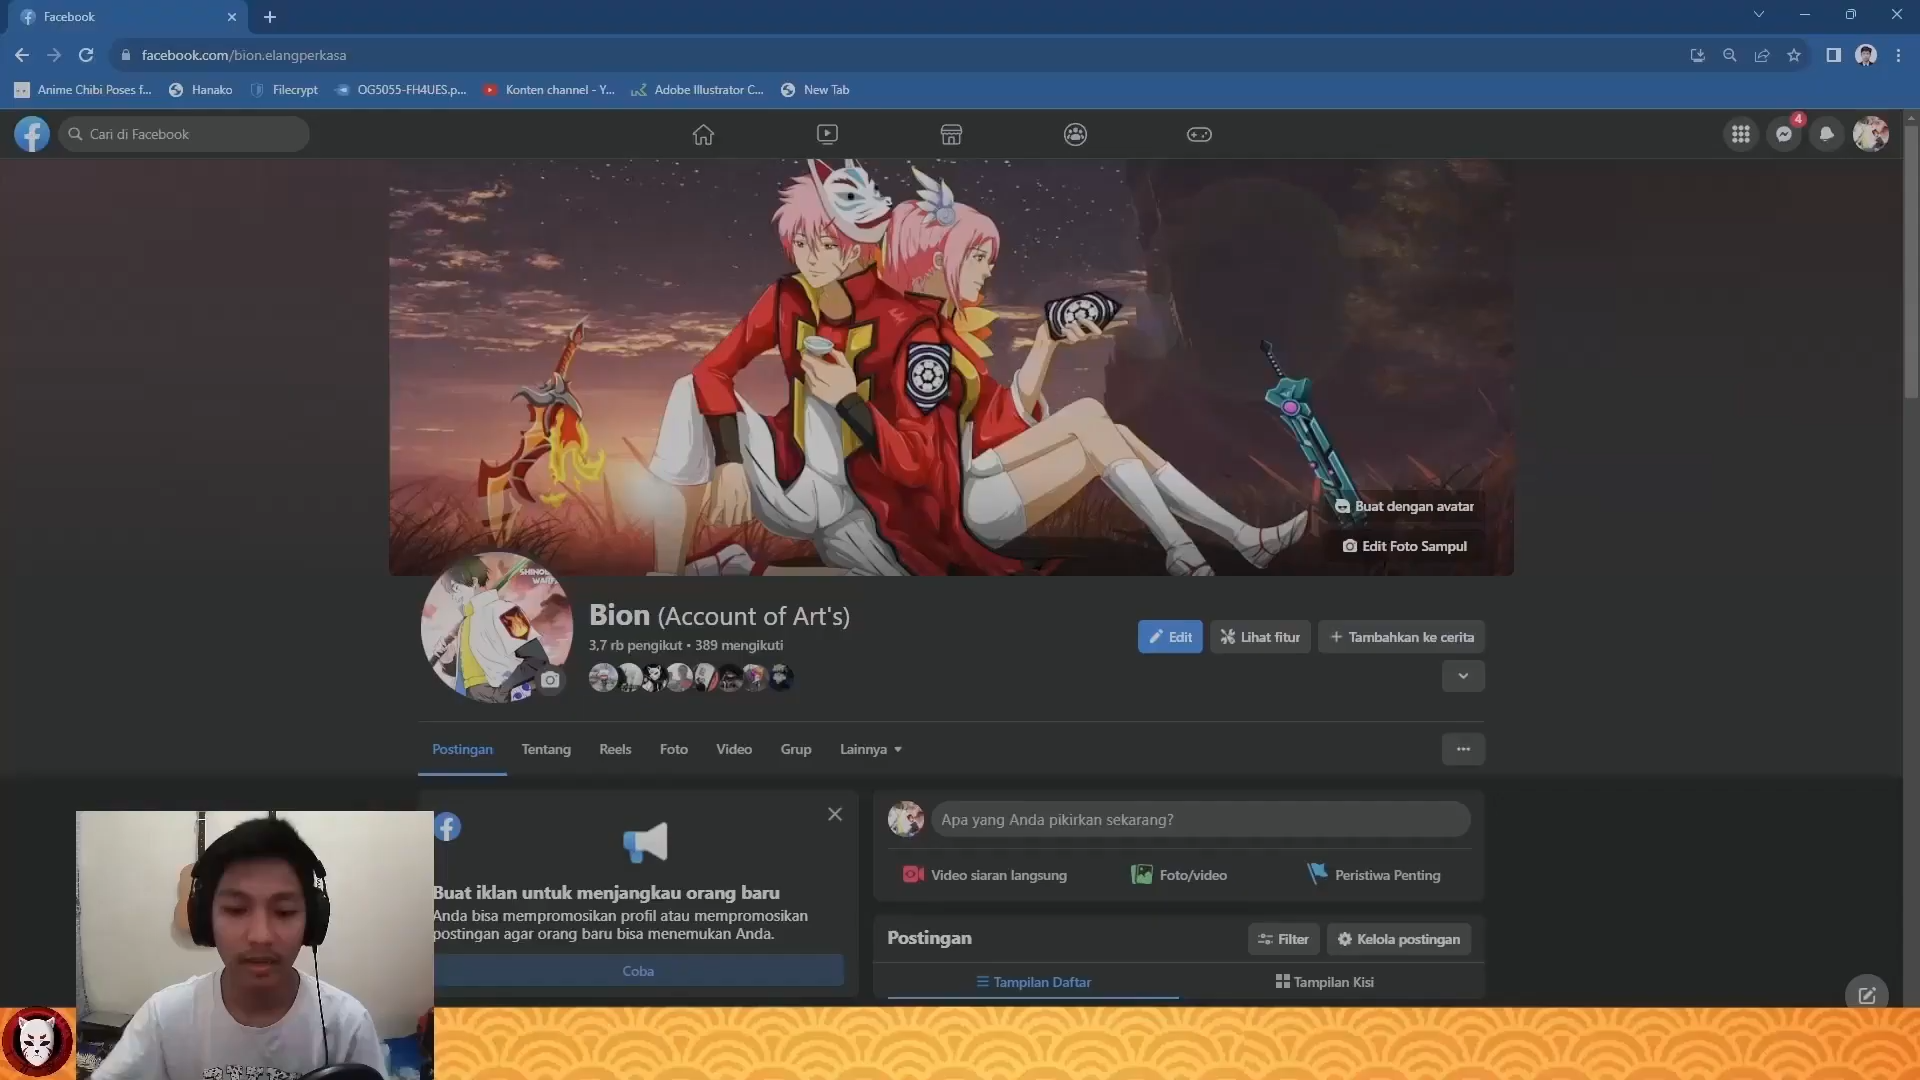 Facebook
facebook.com/bion.elangperkasa
Anime Chibi Poses f...
Hanako
Filecrypt
OG5055-FH4UES.p...
Konten channel - Y...
Adobe Illustrator C...
New Tab
Cari di Facebook
4
Buat dengan avatar
Edit Foto Sampul
Bion (Account of Art's)
3,7 rb pengikut • 389 mengikuti
Edit
Lihat fitur
Tambahkan ke cerita
Postingan
Tentang
Reels
Foto
Video
Grup
Lainnya
Buat iklan untuk menjangkau orang baru
Anda bisa mempromosikan profil atau mempromosikan
postingan agar orang baru bisa menemukan Anda.
Coba
Apa yang Anda pikirkan sekarang?
Video siaran langsung
Foto/video
Peristiwa Penting
Postingan
Filter
Kelola postingan
Tampilan Daftar
Tampilan Kisi